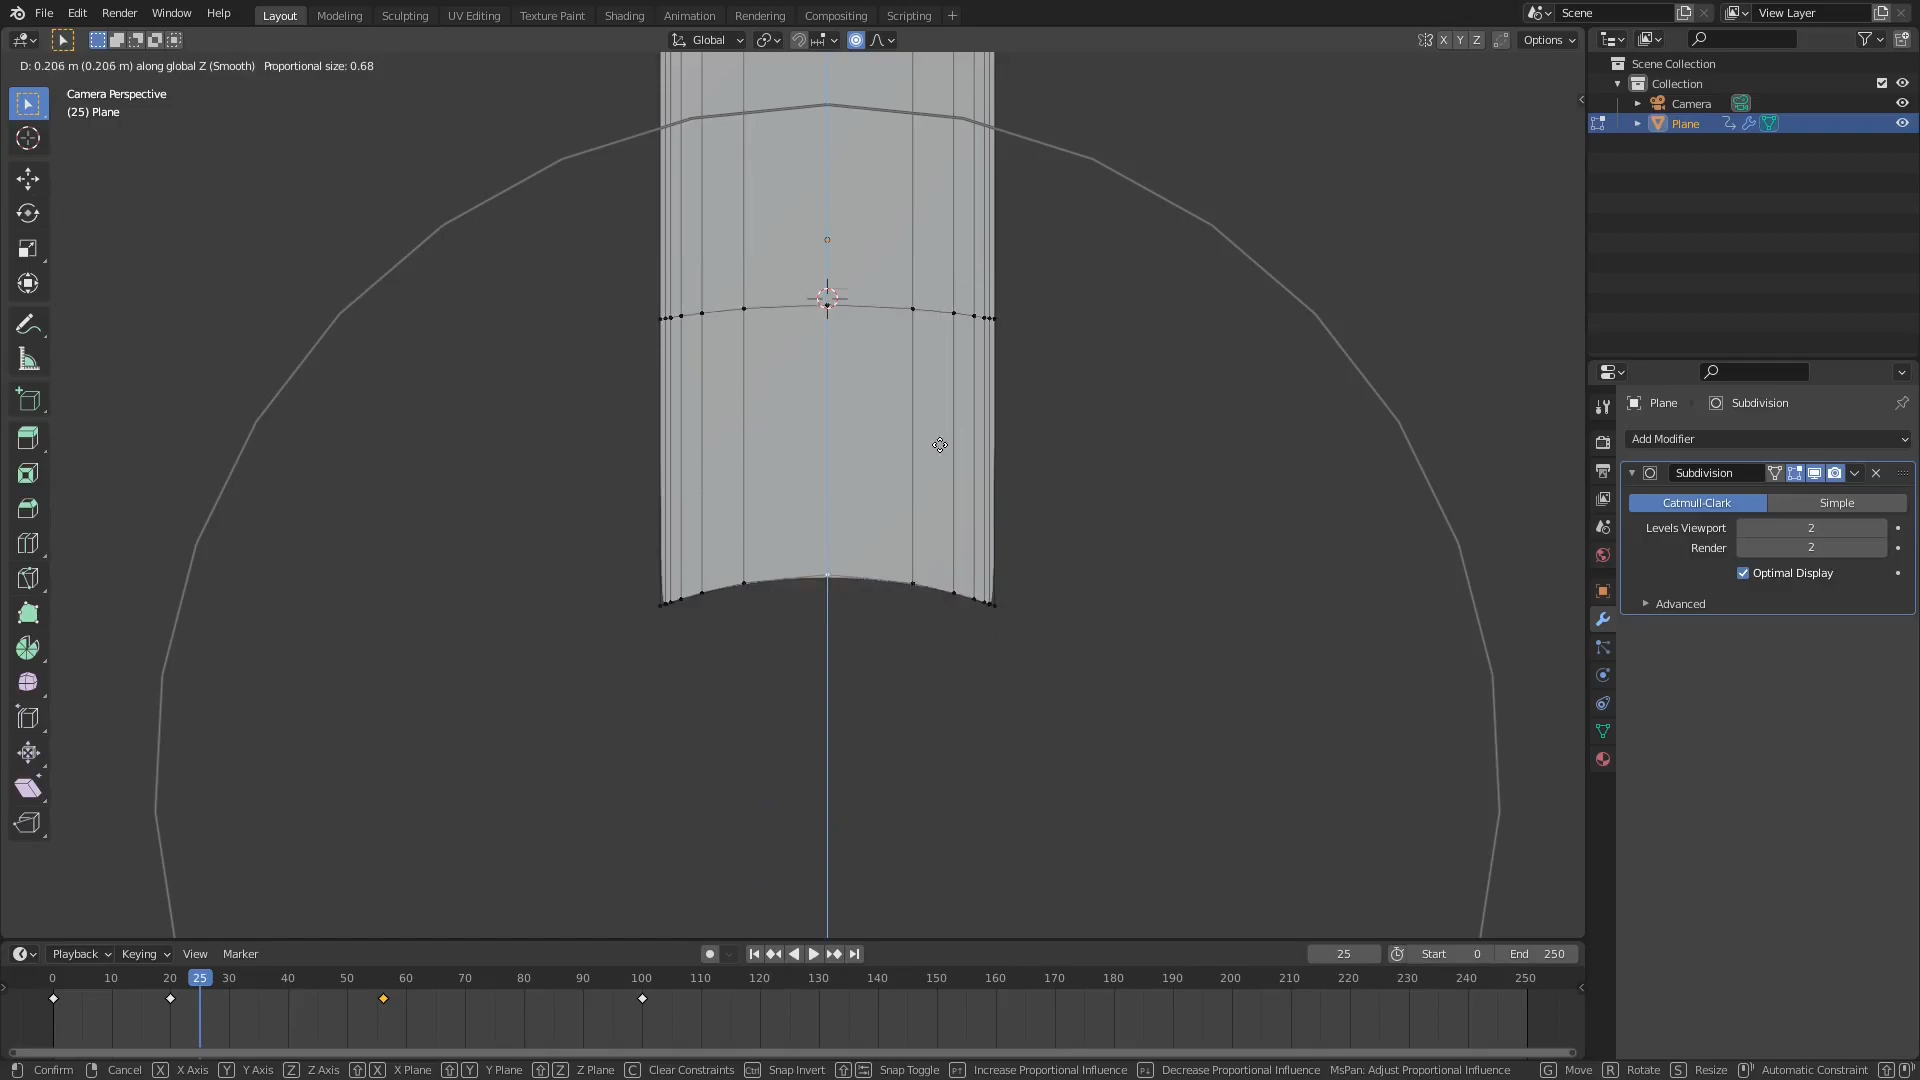 File Edit Render Window Help Layout Modeling Sculpting UV Editing Texture Paint Shading Animation Rendering Compositing Scripting + Scene View Layer
Global X Y Z Options
D: 0.206 m (0.206 m) along global Z (Smooth) Proportional size: 0.68
Camera Perspective
(25) Plane
Scene Collection
Collection
Camera
Plane
Plane Subdivision
Add Modifier
Subdivision
Catmull-Clark Simple
Levels Viewport 2
Render 2
Optimal Display
Advanced
Playback Keying View Marker 25 Start 0 End 250
0 10 20 25 30 40 50 60 70 80 90 100 110 120 130 140 150 160 170 180 190 200 210 220 230 240 250
Confirm Cancel X X Axis Y Y Axis Z Z Axis X X Plane Y Y Plane Z Z Plane C Clear Constraints Ctrl Snap Invert Snap Toggle Increase Proportional Influence Decrease Proportional Influence MsPan: Adjust Proportional Influence G Move R Rotate S Resize Automatic Constraint